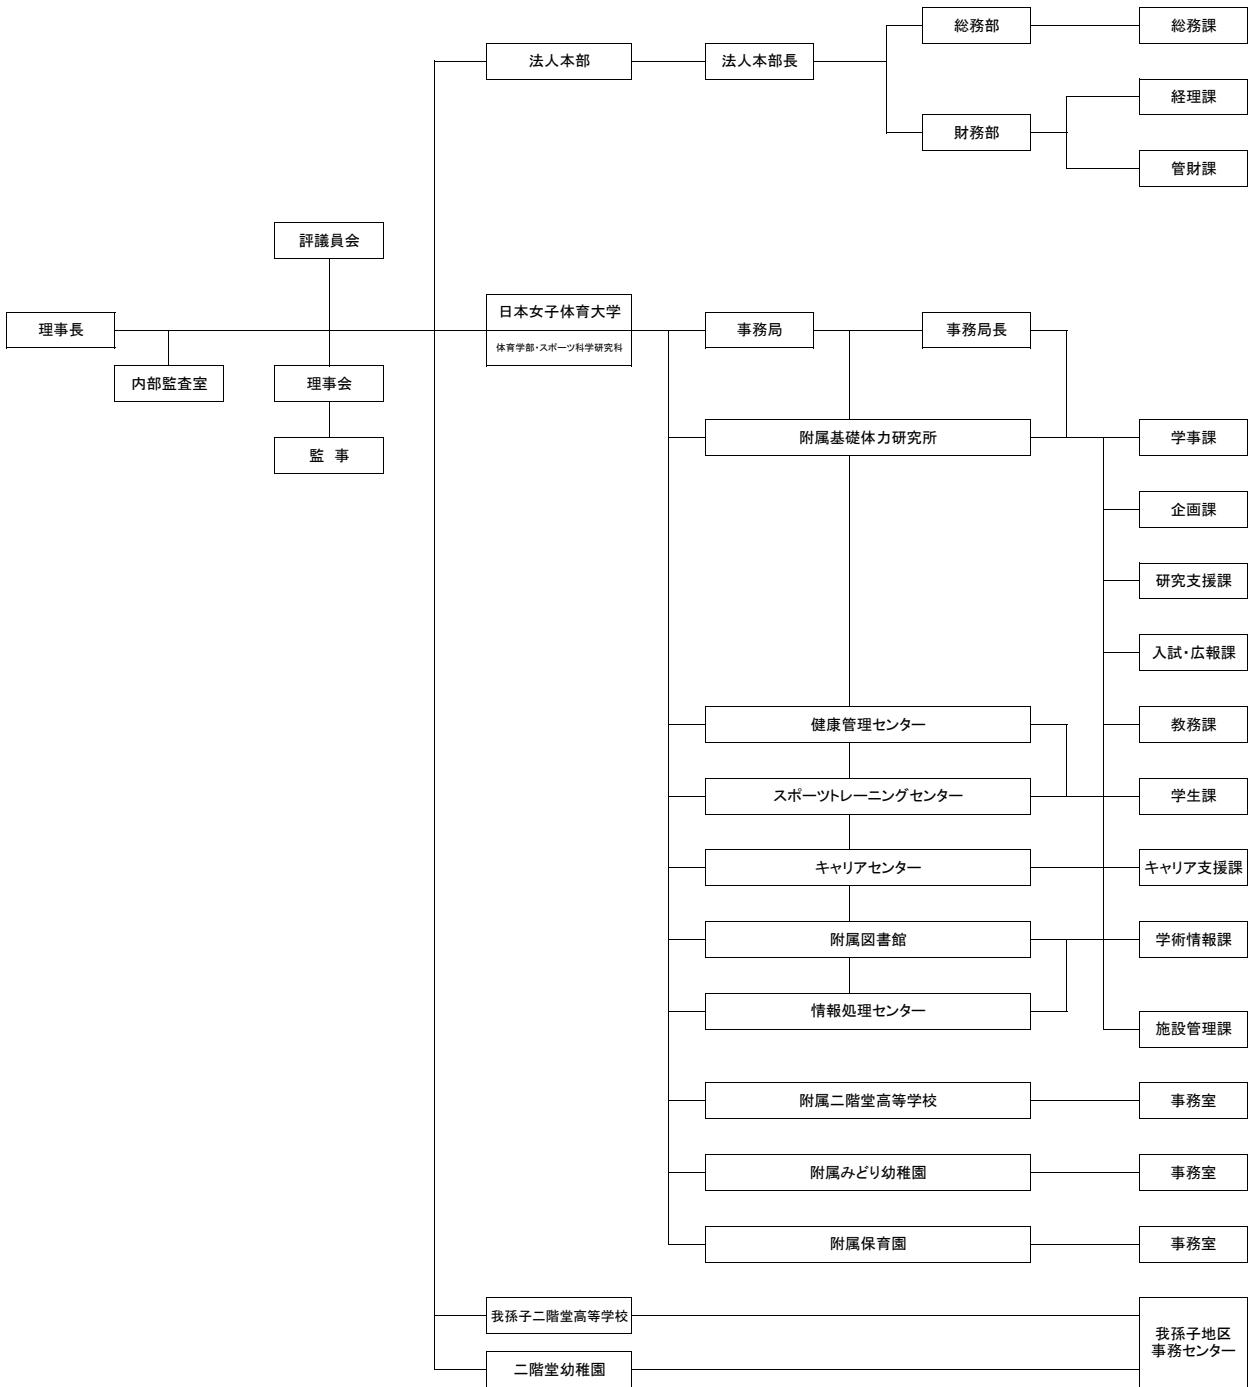 総務部
総務課
法人本部
法人本部長
経理課
財務部
管財課
評議員会
日本女子体育大学
体育学部・スポーツ科学研究科
理事長
事務局
事務局長
内部監査室
理事会
監 事
附属基礎体力研究所
学事課
企画課
研究支援課
入試・広報課
健康管理センター
教務課
スポーツトレーニングセンター
学生課
キャリアセンター
キャリア支援課
附属図書館
学術情報課
情報処理センター
施設管理課
附属二階堂高等学校
事務室
附属みどり幼稚園
事務室
附属保育園
事務室
我孫子二階堂高等学校
我孫子地区
事務センター
二階堂幼稚園